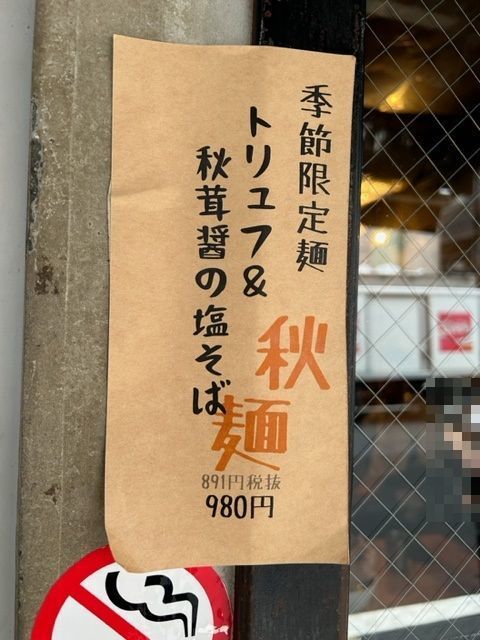 季節限定麺
トリュフ&
秋茸醤の塩そば
秋麺
891円税抜
980円